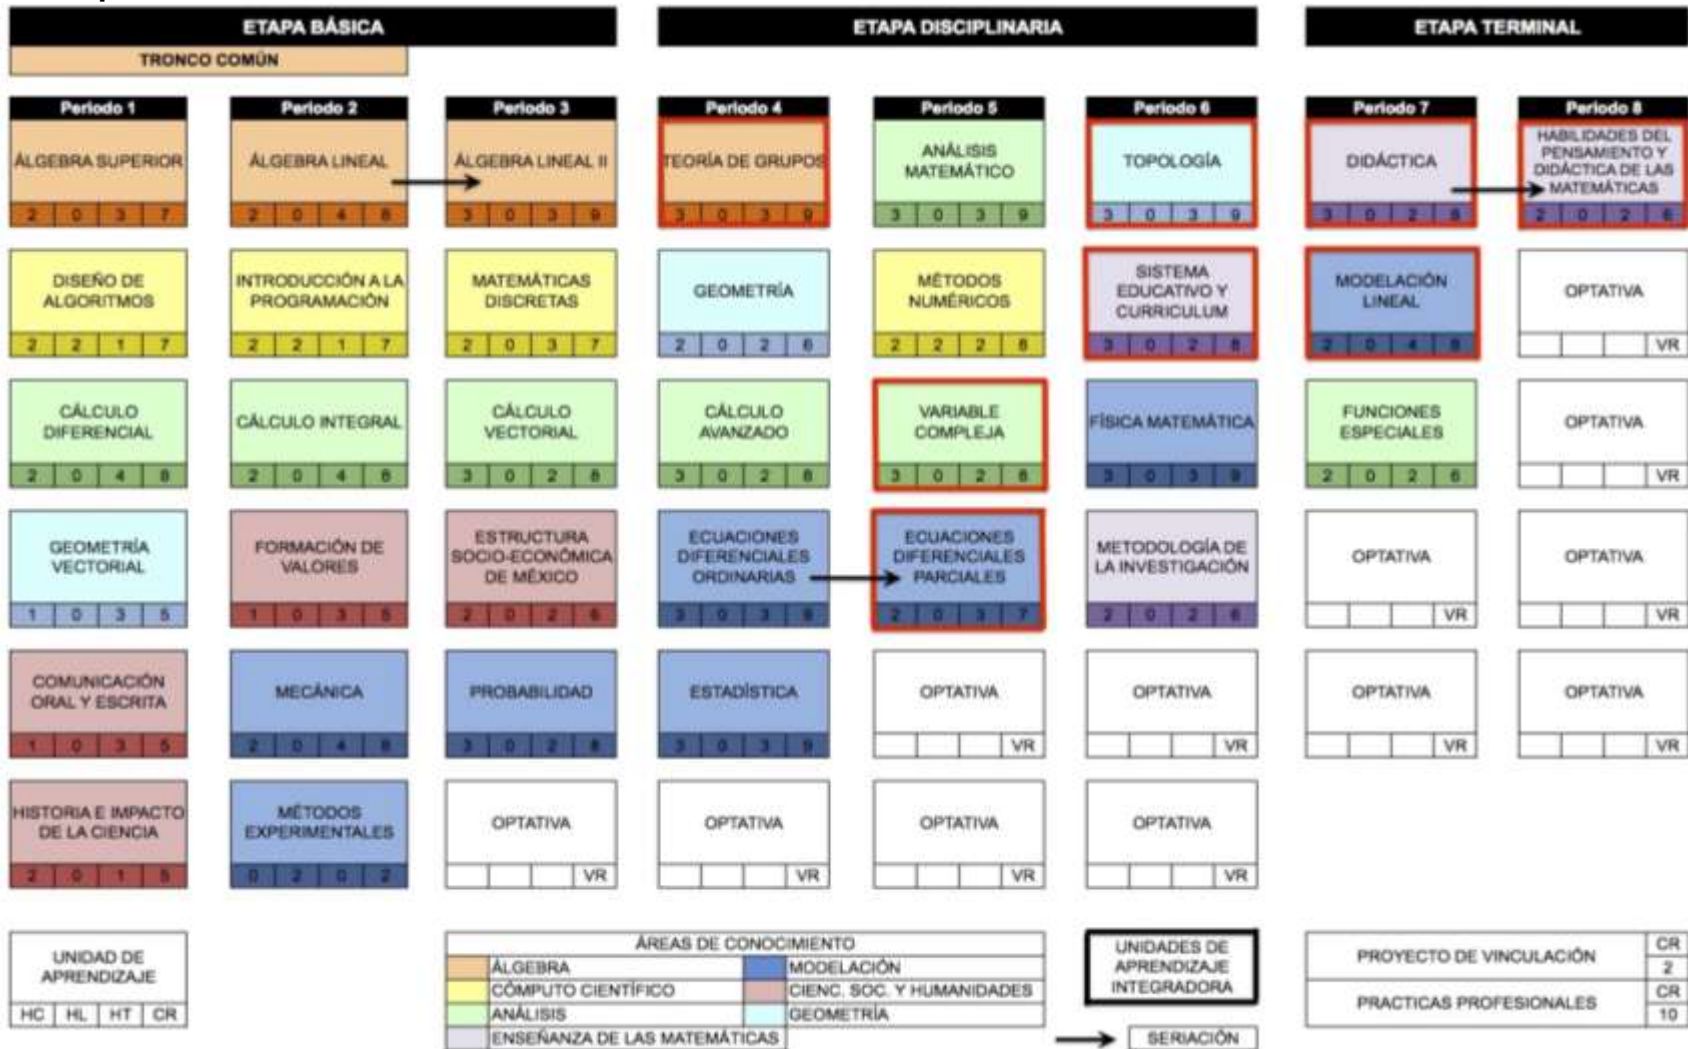 ETAPA BÁSICA
ETAPA DISCIPLINARIA
ETAPA TERMINAL
TRONCO COMÚN
Periodo 1
Periodo 2
Periodo 3
Periodo 4
Periodo 5
Periodo 6
Periodo 7
Periodo 8
ÁLGEBRA SUPERIOR
2 0 3 7
ÁLGEBRA LINEAL
2 0 4 8
ÁLGEBRA LINEAL II
3 0 3 9
TEORÍA DE GRUPOS
3 0 3 9
ANÁLISIS
MATEMÁTICO
3 0 3 9
TOPOLOGÍA
3 0 3 9
DIDÁCTICA
3 0 2 8
HABILIDADES DEL
PENSAMIENTO Y
DIDÁCTICA DE LAS
MATEMÁTICAS
2 0 2 6
DISEÑO DE
ALGORITMOS
2 2 1 7
INTRODUCCIÓN A LA
PROGRAMACIÓN
2 2 1 7
MATEMÁTICAS
DISCRETAS
2 0 3 7
GEOMETRÍA
2 0 2 6
MÉTODOS
NUMÉRICOS
2 2 2 8
SISTEMA
EDUCATIVO Y
CURRICULUM
3 0 2 8
MODELACIÓN
LINEAL
2 0 4 8
OPTATIVA
VR
CÁLCULO
DIFERENCIAL
2 0 4 8
CÁLCULO INTEGRAL
2 0 4 8
CÁLCULO
VECTORIAL
3 0 2 8
CÁLCULO
AVANZADO
3 0 2 8
VARIABLE
COMPLEJA
3 0 2 8
FÍSICA MATEMÁTICA
3 0 3 9
FUNCIONES
ESPECIALES
2 0 2 6
OPTATIVA
VR
GEOMETRÍA
VECTORIAL
1 0 3 5
FORMACIÓN DE
VALORES
1 0 3 5
ESTRUCTURA
SOCIO-ECONÓMICA
DE MÉXICO
2 0 2 6
ECUACIONES
DIFERENCIALES
ORDINARIAS
3 0 3 9
ECUACIONES
DIFERENCIALES
PARCIALES
2 0 3 7
METODOLOGÍA DE
LA INVESTIGACIÓN
2 0 2 6
OPTATIVA
VR
OPTATIVA
VR
COMUNICACIÓN
ORAL Y ESCRITA
1 0 3 5
MECÁNICA
2 0 4 8
PROBABILIDAD
3 0 2 8
ESTADÍSTICA
3 0 3 9
OPTATIVA
VR
OPTATIVA
VR
OPTATIVA
VR
OPTATIVA
VR
HISTORIA E IMPACTO
DE LA CIENCIA
2 0 1 5
MÉTODOS
EXPERIMENTALES
0 2 0 2
OPTATIVA
VR
OPTATIVA
VR
OPTATIVA
VR
OPTATIVA
VR
UNIDAD DE
APRENDIZAJE
HC HL HT CR
ÁREAS DE CONOCIMIENTO
ÁLGEBRA
MODELACIÓN
CÓMPUTO CIENTÍFICO
CIENC. SOC. Y HUMANIDADES
ANÁLISIS
GEOMETRÍA
ENSEÑANZA DE LAS MATEMÁTICAS
UNIDADES DE
APRENDIZAJE
INTEGRADORA
SERIACIÓN
PROYECTO DE VINCULACIÓN
CR
2
PRACTICAS PROFESIONALES
CR
10